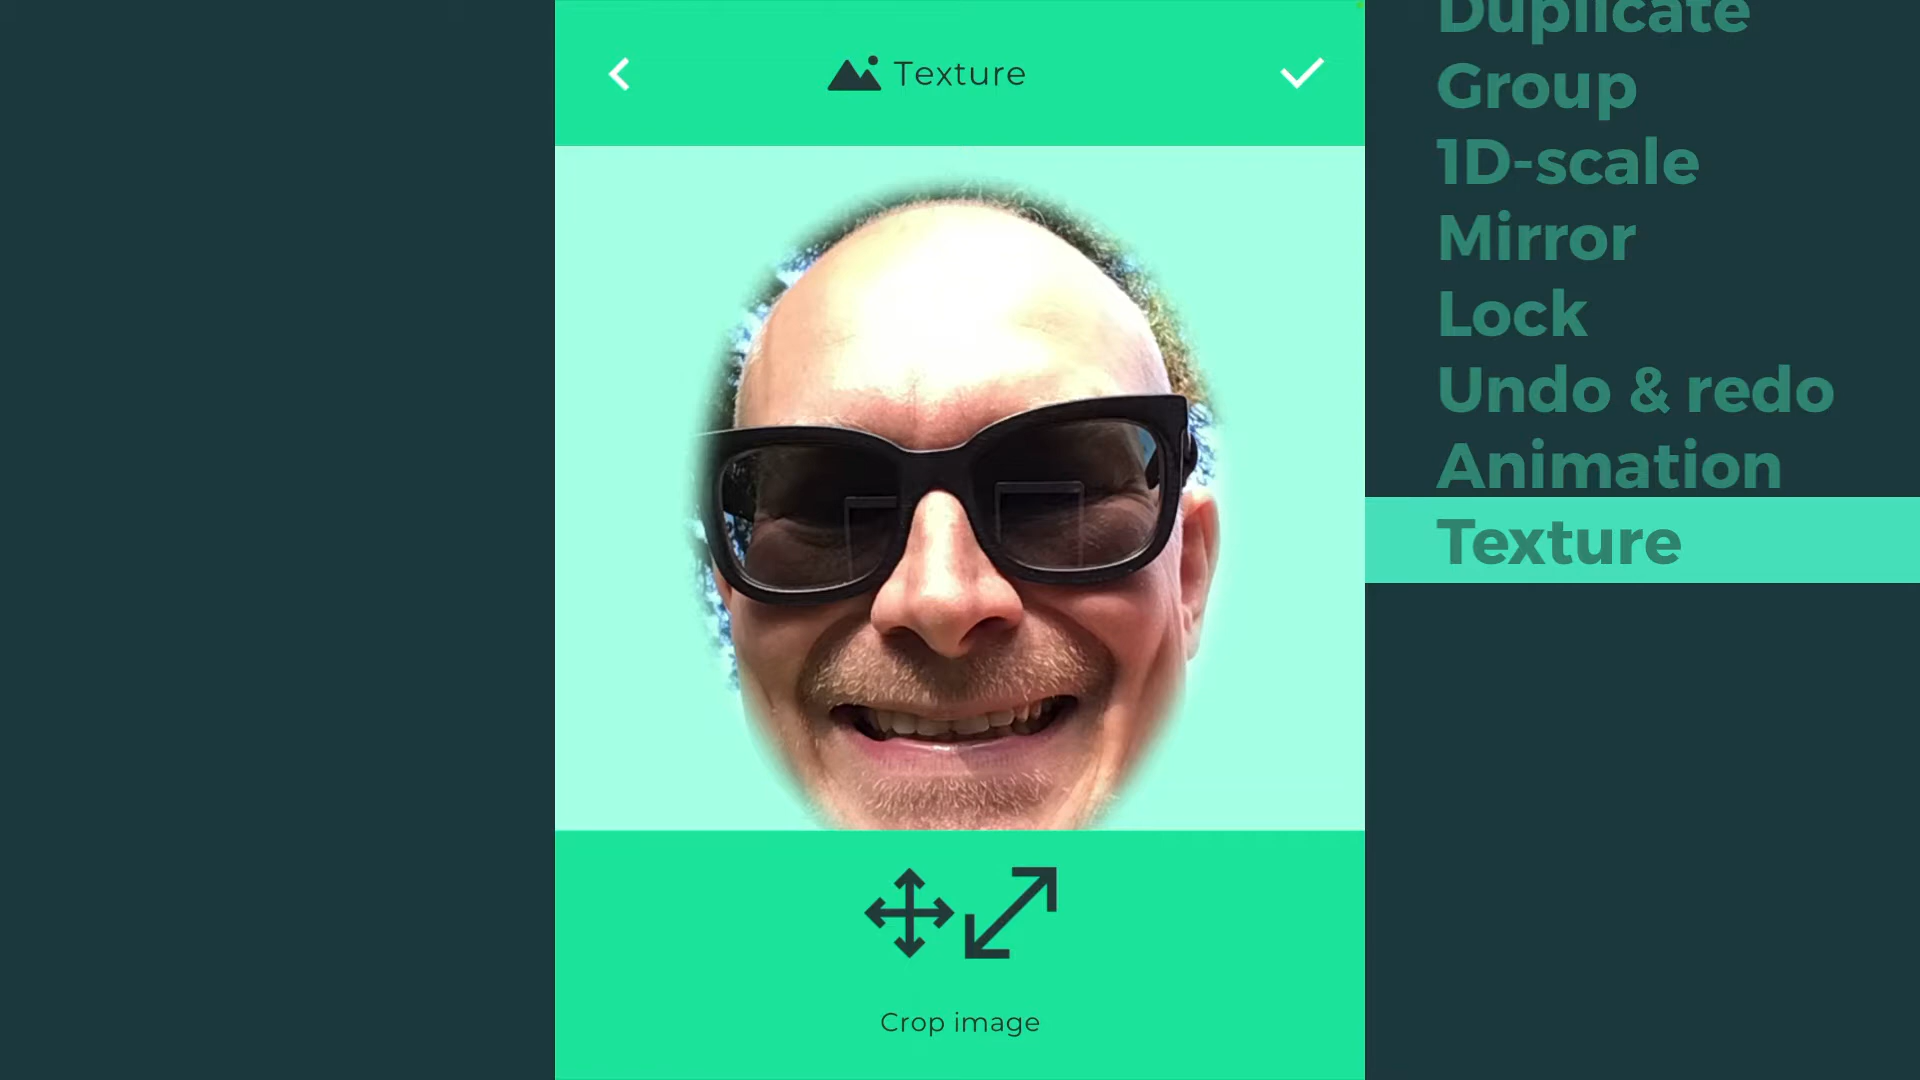 Texture
Crop image
Duplicate
Group
1D-scale
Mirror
Lock
Undo & redo
Animation
Texture